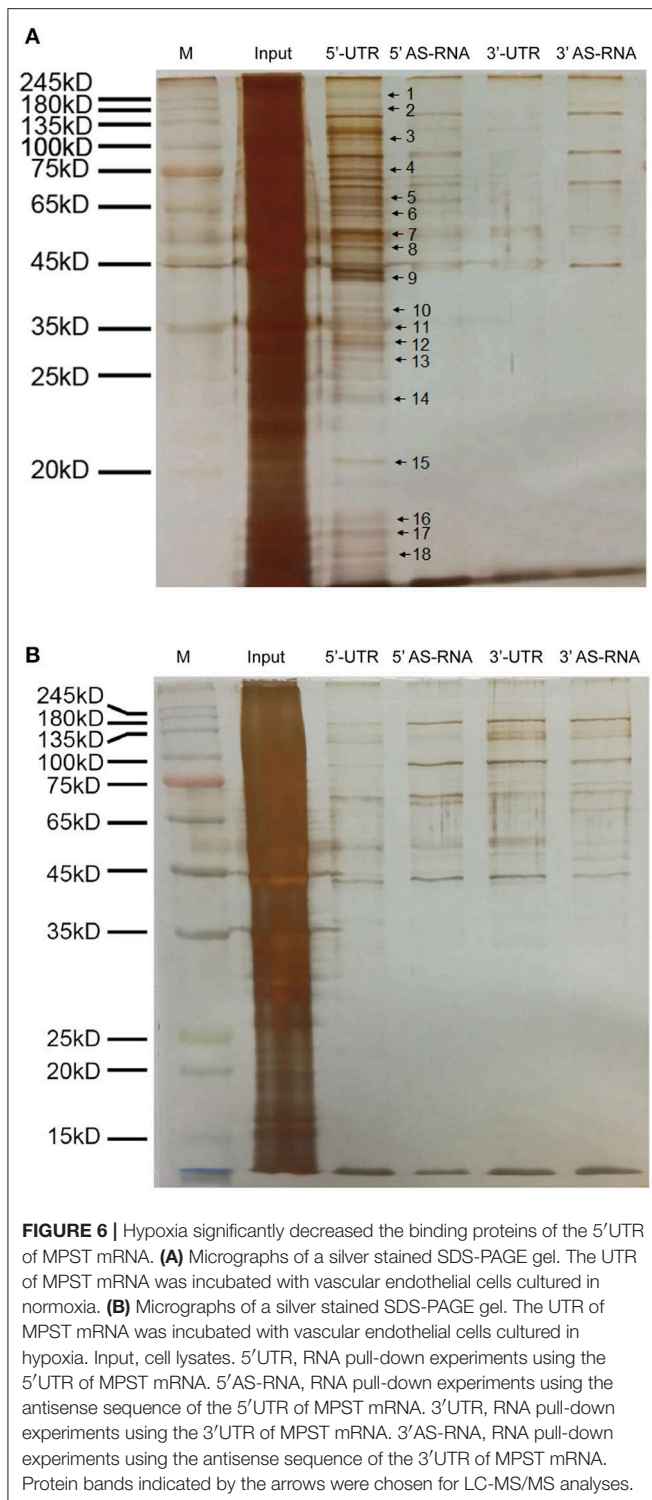 A
M Input 5'-UTR 5' AS-RNA 3'-UTR 3' AS-RNA
245kD
180kD
135kD
100kD
75kD
65kD
45kD
35kD
25kD
20kD
1
2
3
4
5
6
7
8
9
10
11
12
13
14
15
16
17
18
B
M Input 5'-UTR 5' AS-RNA 3'-UTR 3' AS-RNA
245kD
180kD
135kD
100kD
75kD
65kD
45kD
35kD
25kD
20kD
15kD
FIGURE 6 | Hypoxia significantly decreased the binding proteins of the 5′UTR
of MPST mRNA. (A) Micrographs of a silver stained SDS-PAGE gel. The UTR
of MPST mRNA was incubated with vascular endothelial cells cultured in
normoxia. (B) Micrographs of a silver stained SDS-PAGE gel. The UTR of
MPST mRNA was incubated with vascular endothelial cells cultured in
hypoxia. Input, cell lysates. 5′UTR, RNA pull-down experiments using the
5′UTR of MPST mRNA. 5′AS-RNA, RNA pull-down experiments using the
antisense sequence of the 5′UTR of MPST mRNA. 3′UTR, RNA pull-down
experiments using the 3′UTR of MPST mRNA. 3′AS-RNA, RNA pull-down
experiments using the antisense sequence of the 3′UTR of MPST mRNA.
Protein bands indicated by the arrows were chosen for LC-MS/MS analyses.